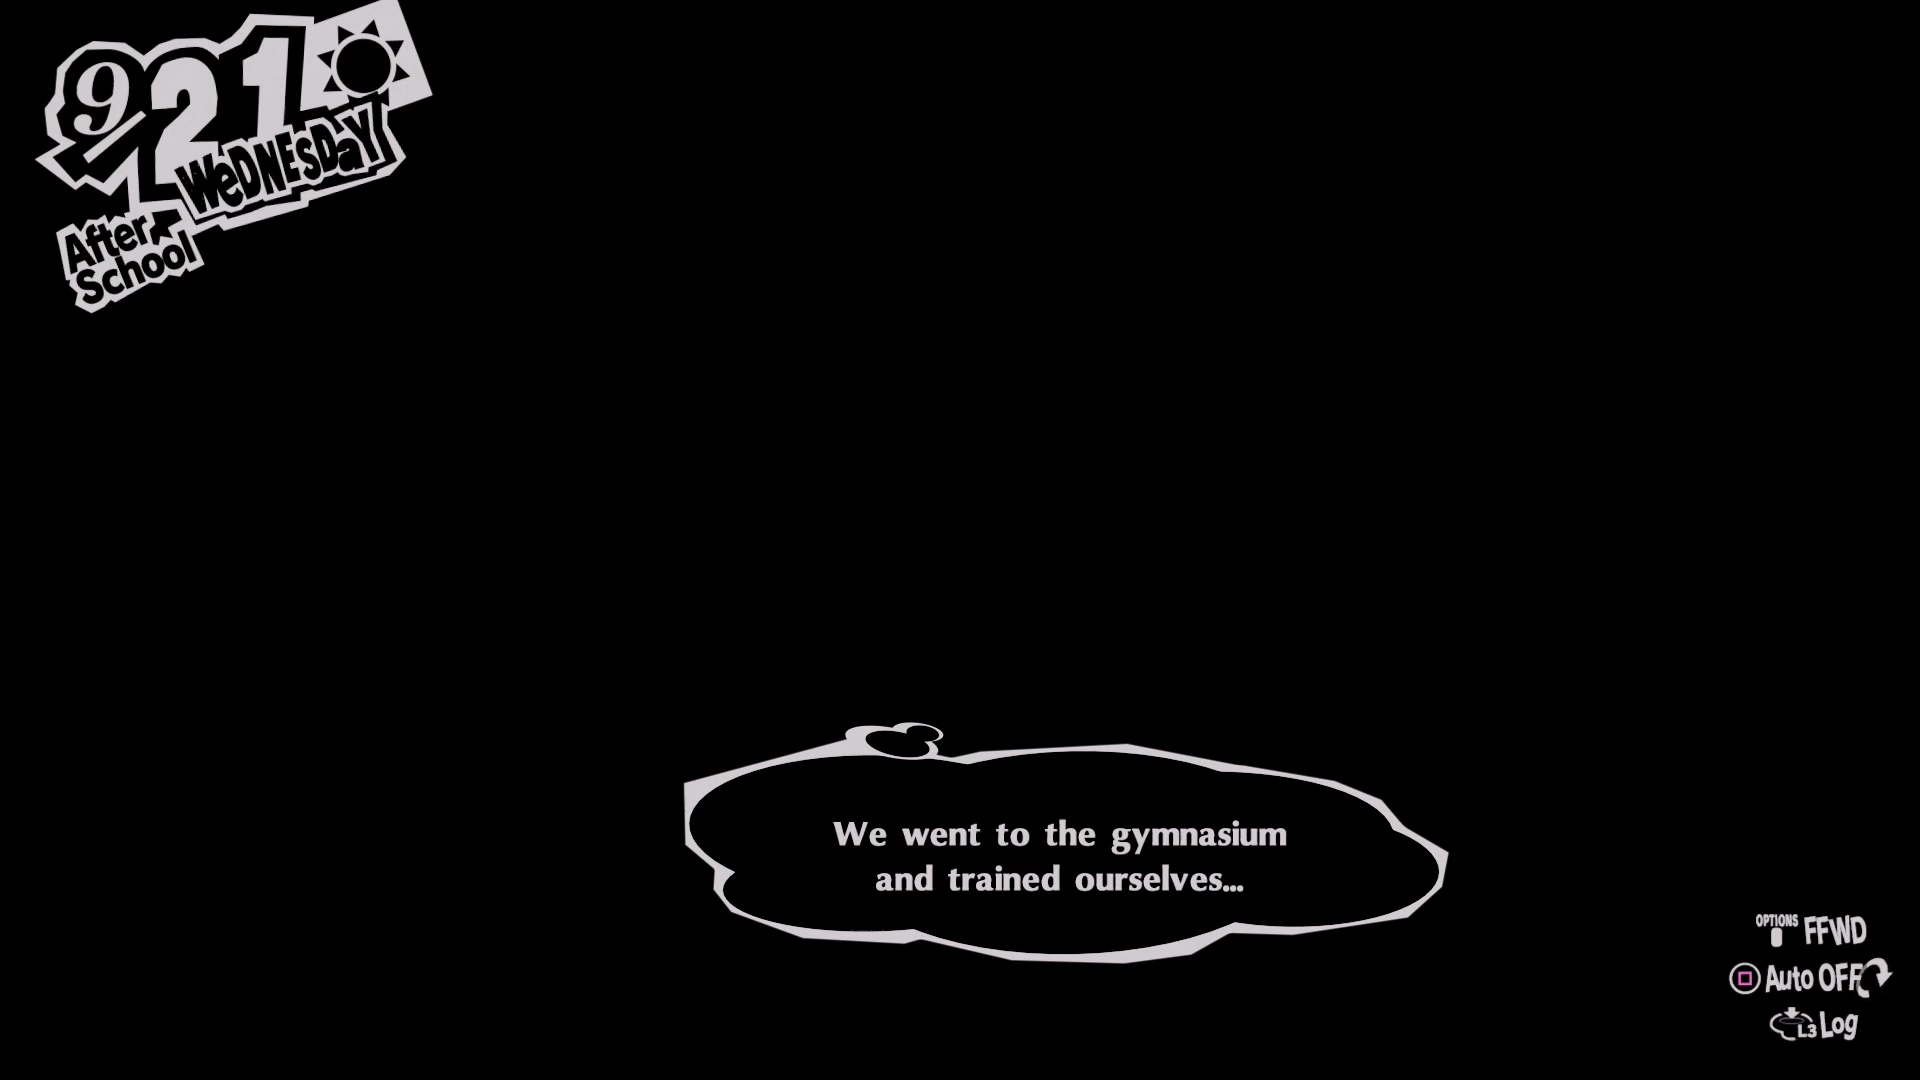 9/21
WeDNESDaY
After
School
We went to the gymnasium
and trained ourselves...
OPTIONS FFWD
Auto OFF
L3 Log